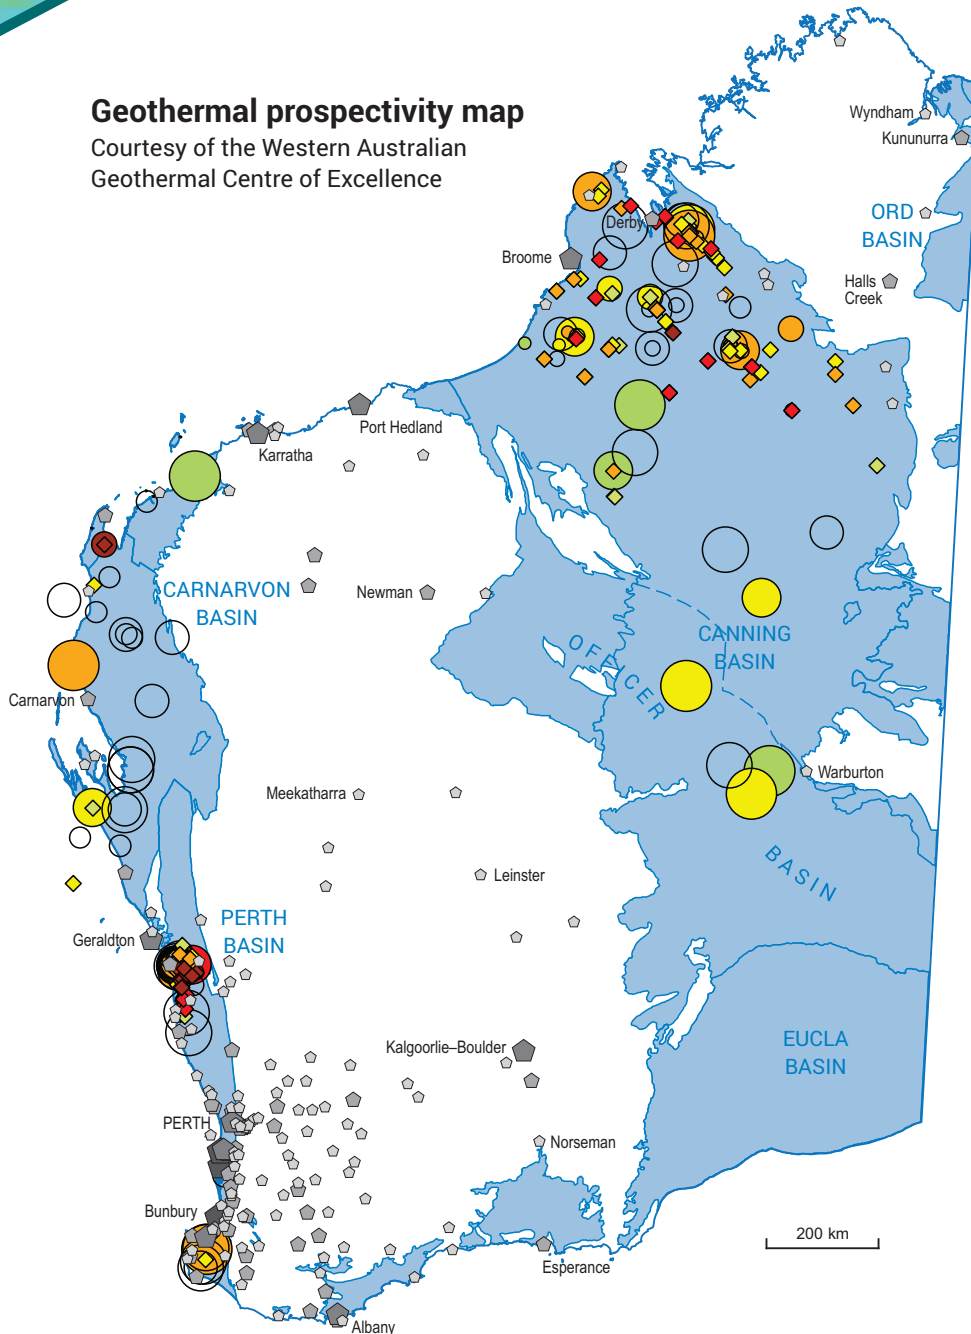 Geothermal prospectivity map
Courtesy of the Western Australian
Geothermal Centre of Excellence
Wyndham
Kununurra
ORD
BASIN
Derby
Broome
Halls
Creek
Port Hedland
Karratha
CARNARVON
BASIN
Newman
CANNING
BASIN
OFFICER
Carnarvon
Meekatharra
Warburton
BASIN
Leinster
PERTH
BASIN
Geraldton
EUCLA
BASIN
Kalgoorlie–Boulder
PERTH
Norseman
Bunbury
200 km
Esperance
Albany